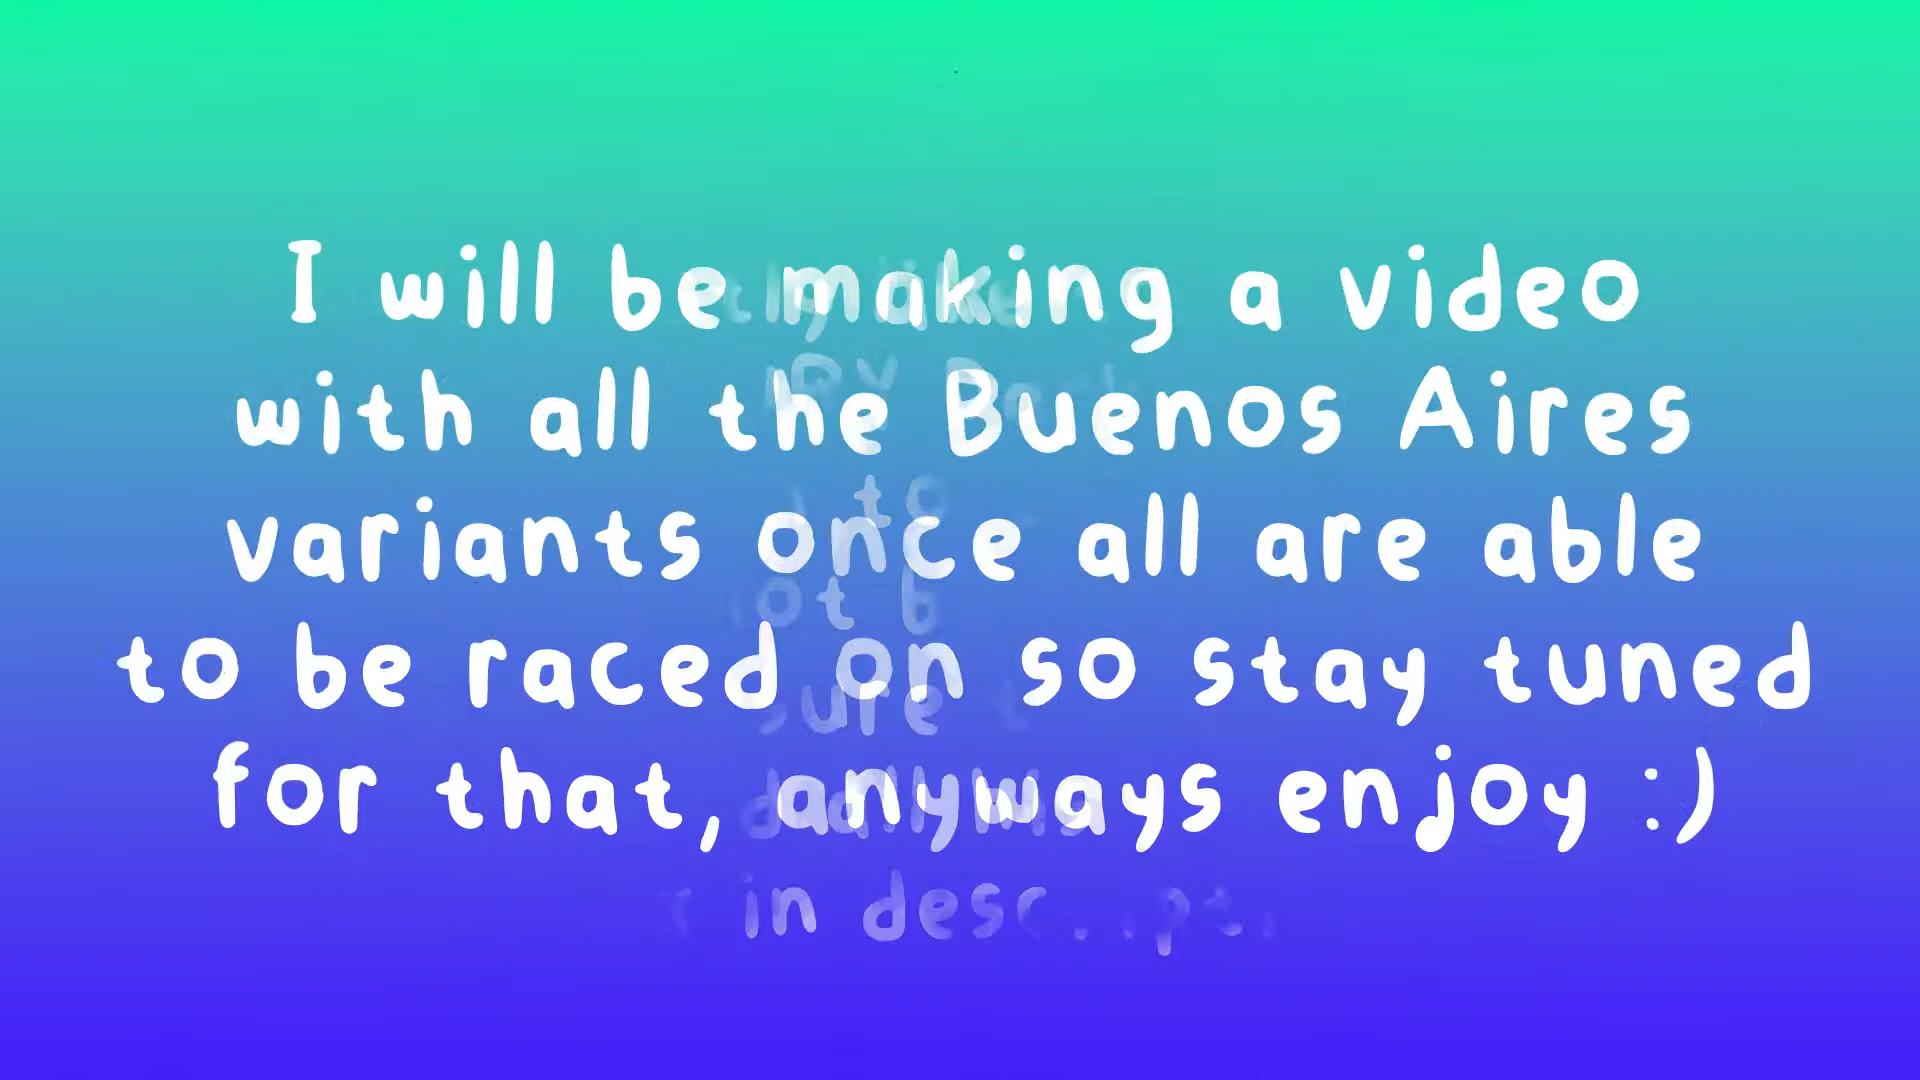 I will be making a video
with all the Buenos Aires
variants once all are able
to be raced on so stay tuned
for that, anyways enjoy :)
in